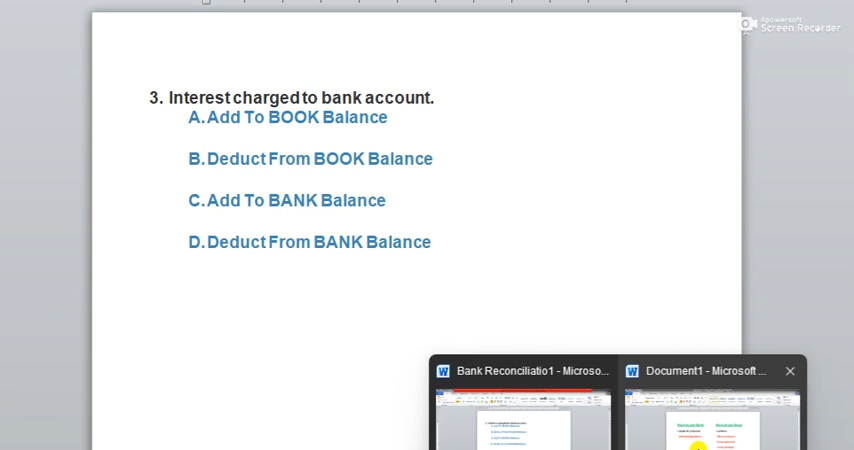 Apowersoft
Screen Recorder
3. Interest charged to bank account.
A. Add To BOOK Balance
B. Deduct From BOOK Balance
C. Add To BANK Balance
D. Deduct From BANK Balance
Bank Reconciliatio1 - Microso...
Document1 - Microsoft ...